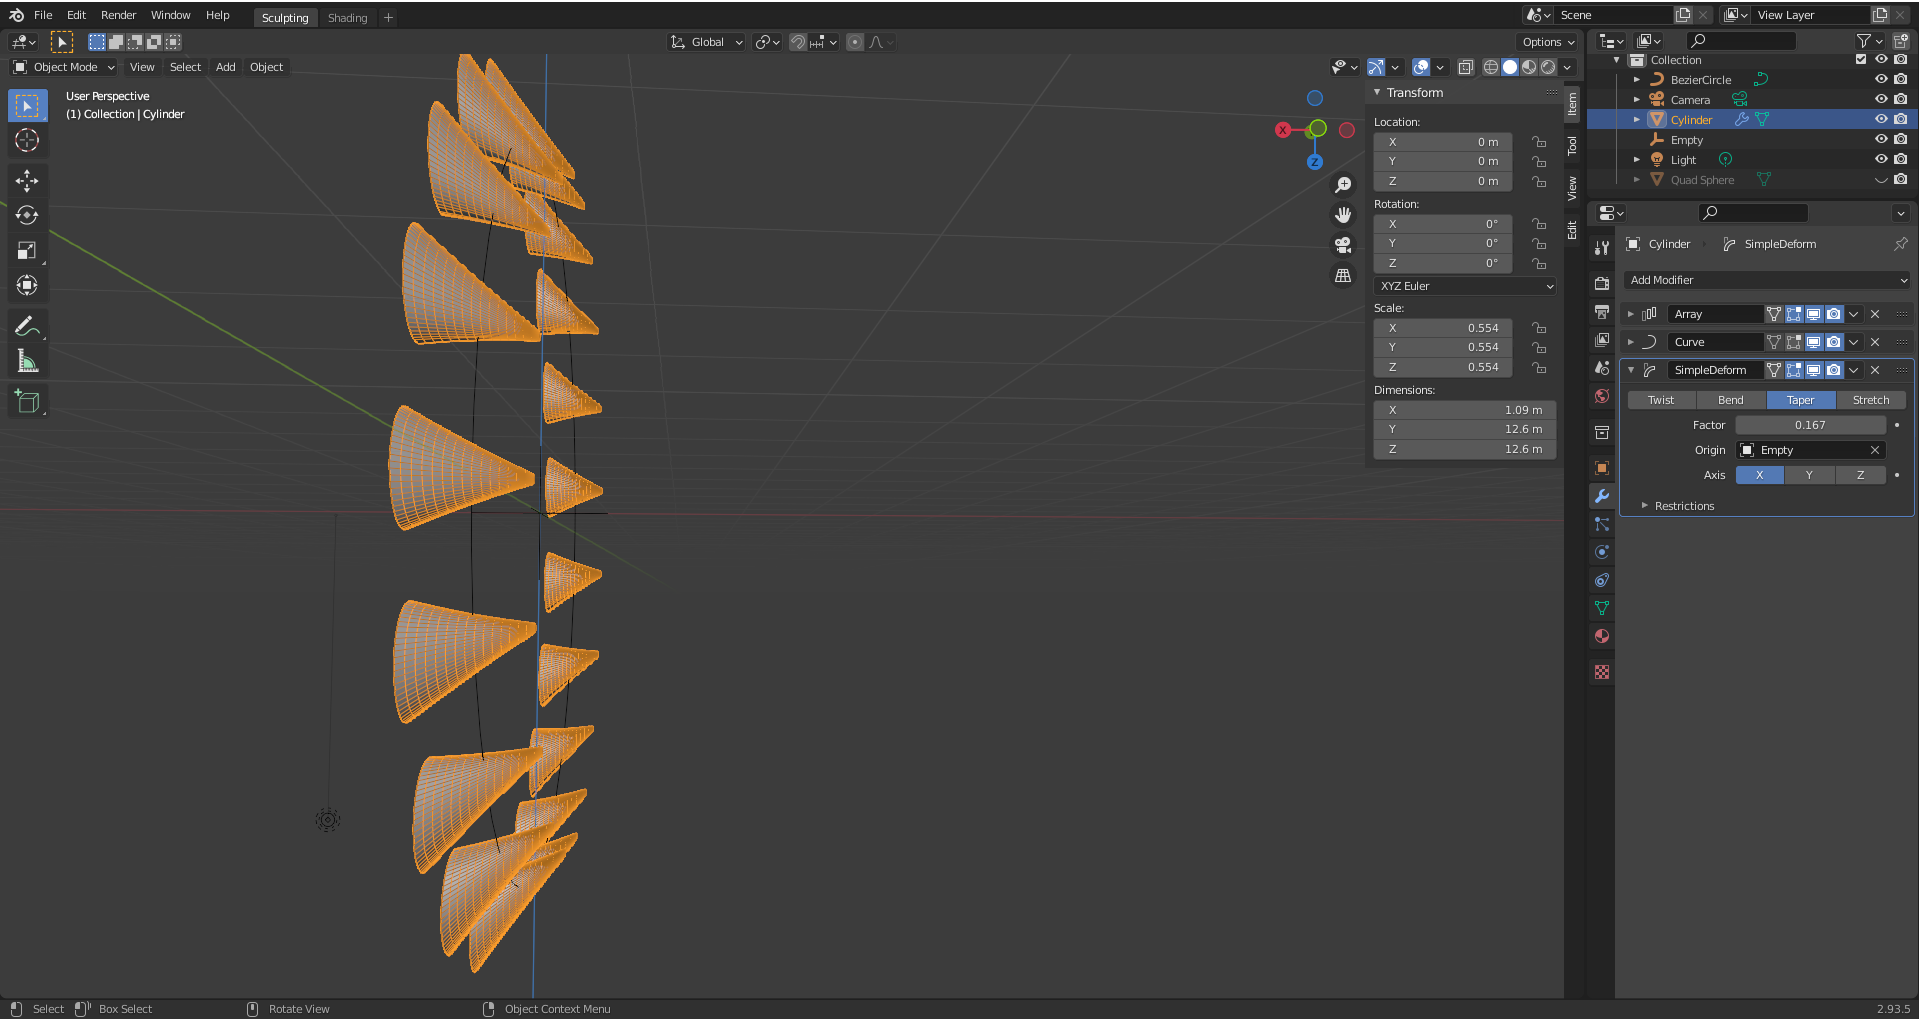 File Edit Render Window Help Sculpting Shading + Scene View Layer
Global Options
Object Mode View Select Add Object
User Perspective
(1) Collection | Cylinder
X
Z
Transform
Location:
X 0 m
Y 0 m
Z 0 m
Rotation:
X 0°
Y 0°
Z 0°
XYZ Euler
Scale:
X 0.554
Y 0.554
Z 0.554
Dimensions:
X 1.09 m
Y 12.6 m
Z 12.6 m
Item
Tool
View
Edit
Collection
BezierCircle
Camera
Cylinder
Empty
Light
Quad Sphere
Cylinder SimpleDeform
Add Modifier
Array
Curve
SimpleDeform
Twist Bend Taper Stretch
Factor 0.167
Origin Empty
Axis X Y Z
Restrictions
Select Box Select Rotate View Object Context Menu 2.93.5